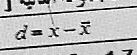 d = x − x̄